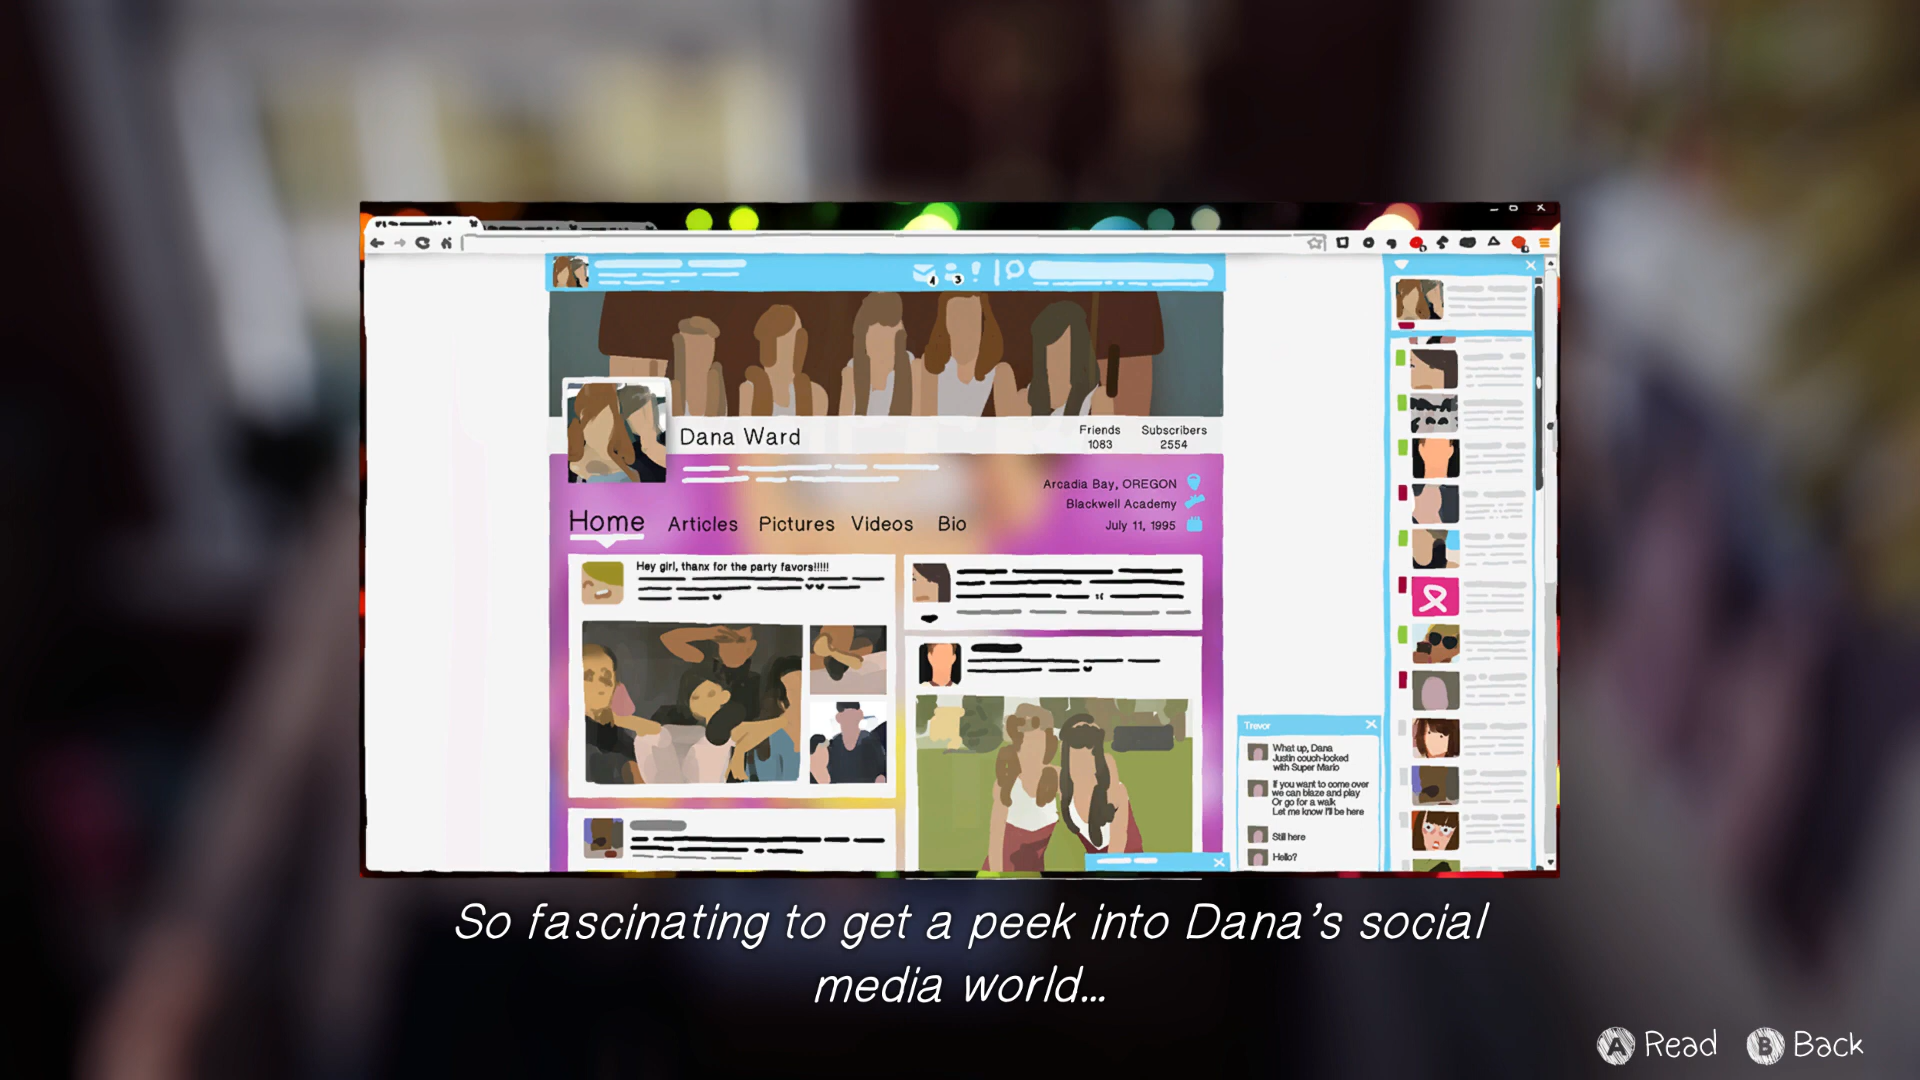 1
3
Dana Ward
Friends
1083
Subscribers
2554
Arcadia Bay, OREGON
Blackwell Academy
July 11, 1995
Home
Articles
Pictures
Videos
Bio
Hey girl, thanx for the party favors!!!!!
:(
Trevor
What up, Dana
Justin couch-locked
with Super Mario
If you want to come over
we can blaze and play
Or go for a walk
Let me know I'll be here
Still here
Hello?
So fascinating to get a peek into Dana's social
media world...
A Read
B Back